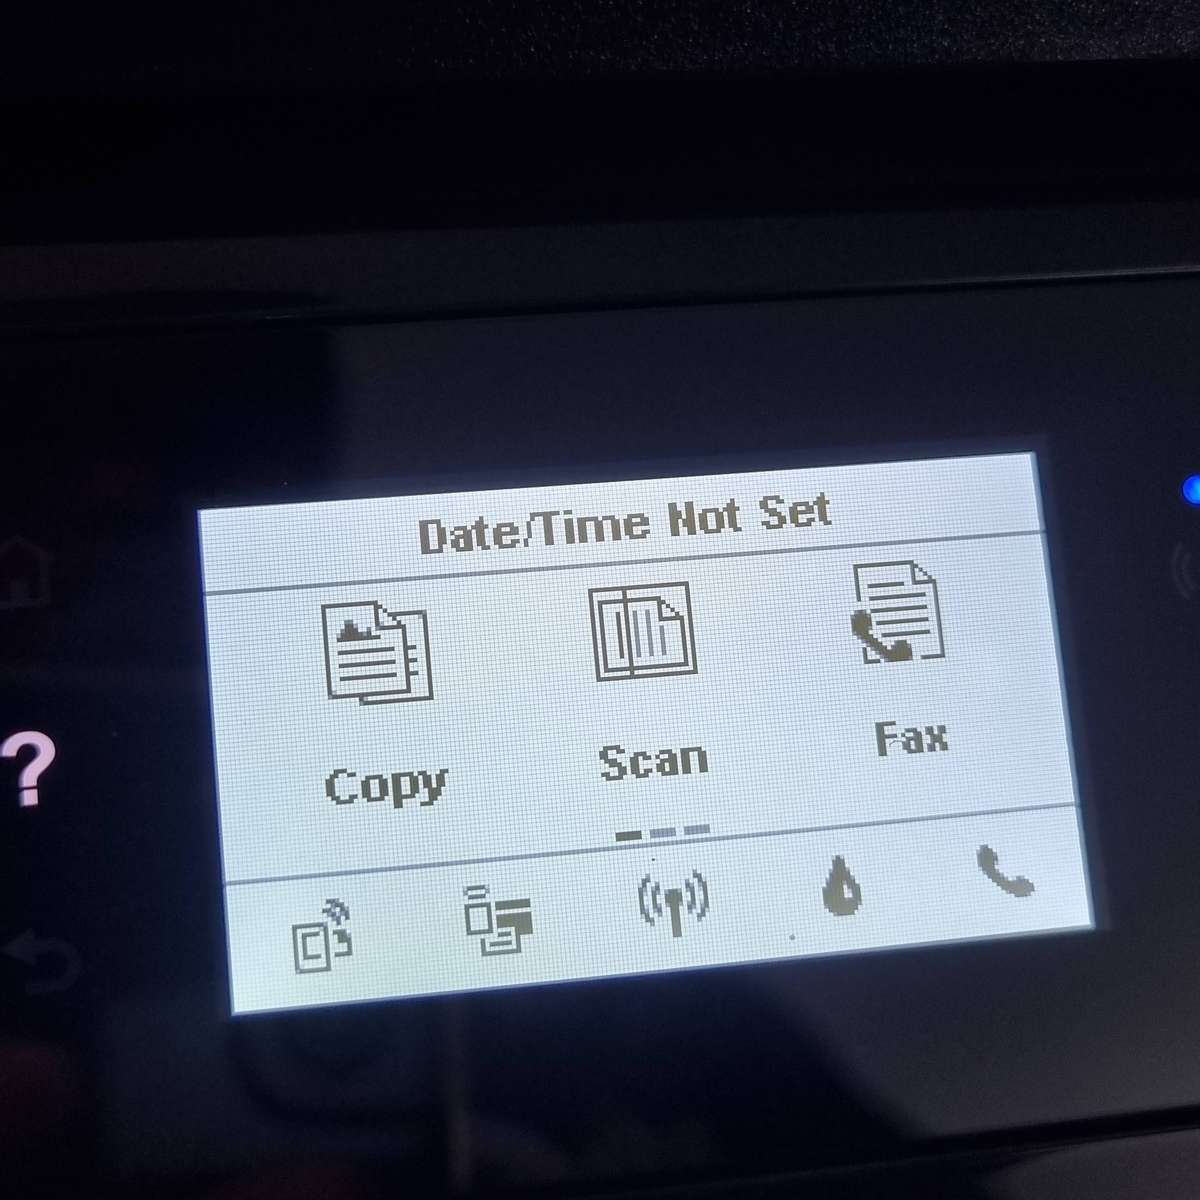 Date/Time Not Set
Copy
Scan
Fax
?